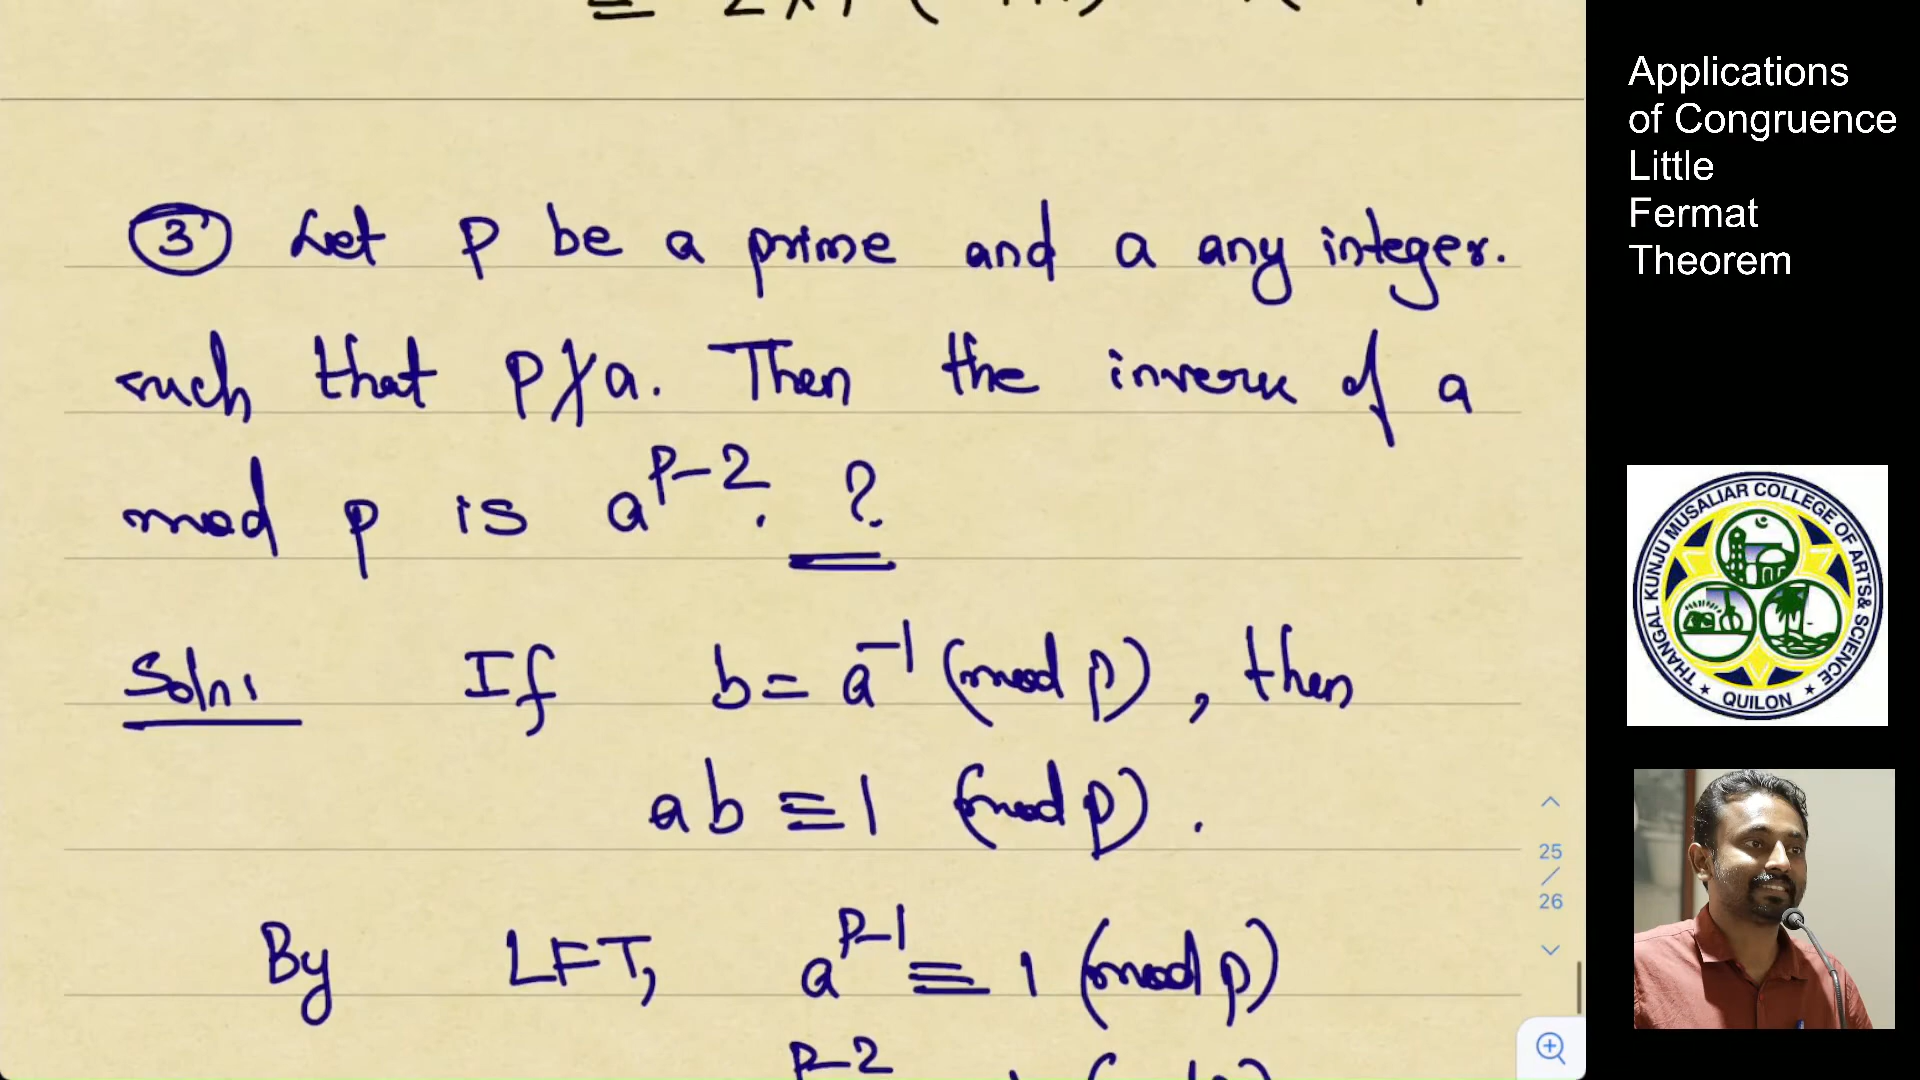 ③ Let p be a prime and a any integer.
such that p∤a. Then the inverse of a
mod p is a^{p-2}. ?
Soln: If b = a^{-1} (mod p), then
ab ≡ 1 (mod p).
By LFT, a^{p-1} ≡ 1 (mod p)
p-2
Applications
of Congruence
Little
Fermat
Theorem
THANGAL KUNJU MUSALIAR COLLEGE OF ARTS & SCIENCE
★ QUILON ★
25
/
26